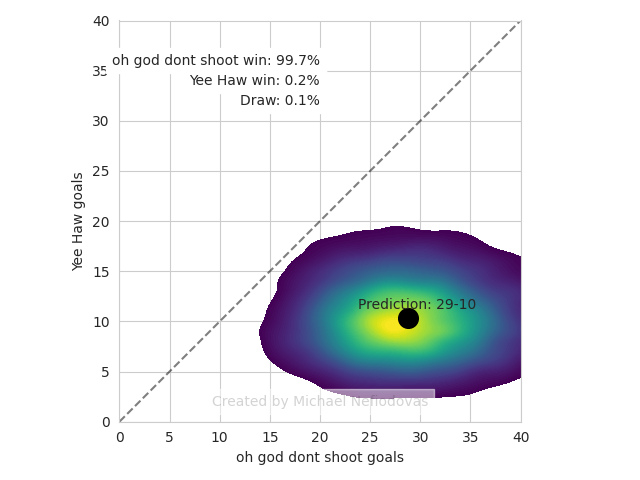 40
oh god dont shoot win: 99.7%
35
Yee Haw win: 0.2%
Draw: 0.1%
30
25
Yee Haw goals
20
15
Prediction: 29-10
10
5
Created by Michael Nefiodovas
0
0 5 10 15 20 25 30 35 40
oh god dont shoot goals